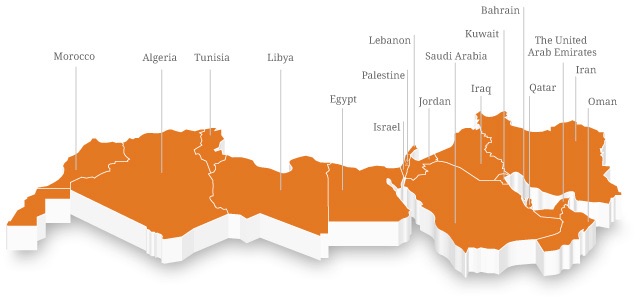 Bahrain
Kuwait
Lebanon
The United
Arab Emirates
Morocco
Algeria
Tunisia
Libya
Saudi Arabia
Palestine
Iran
Iraq
Qatar
Egypt
Jordan
Oman
Israel